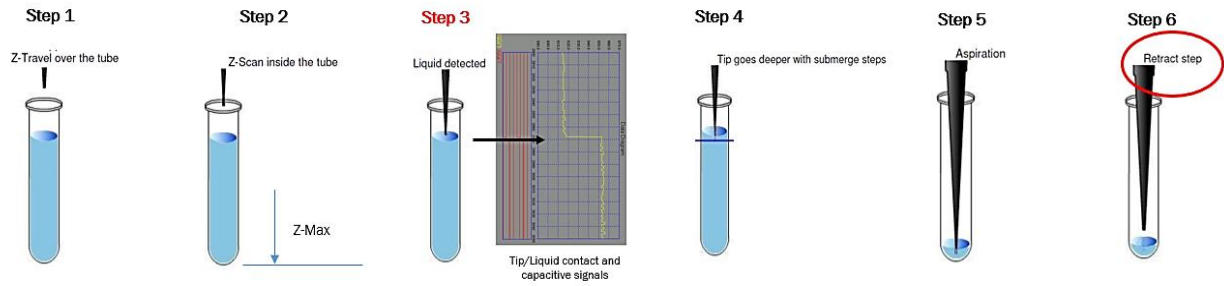 Step 1
Step 2
Step 3
Step 4
Step 5
Step 6
Z-Travel over the tube
Z-Scan inside the tube
Liquid detected
Tip goes deeper with submerge steps
Aspiration
Retract step
Z-Max
Data Diagram
Tip/Liquid contact and
capacitive signals